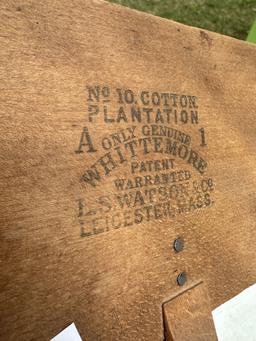 No 10. COTTON
PLANTATION
ONLY GENUINE
A 1
WHITTEMORE
PATENT
WARRANTED
L.S. WATSON & CO
LEICESTER, MASS.